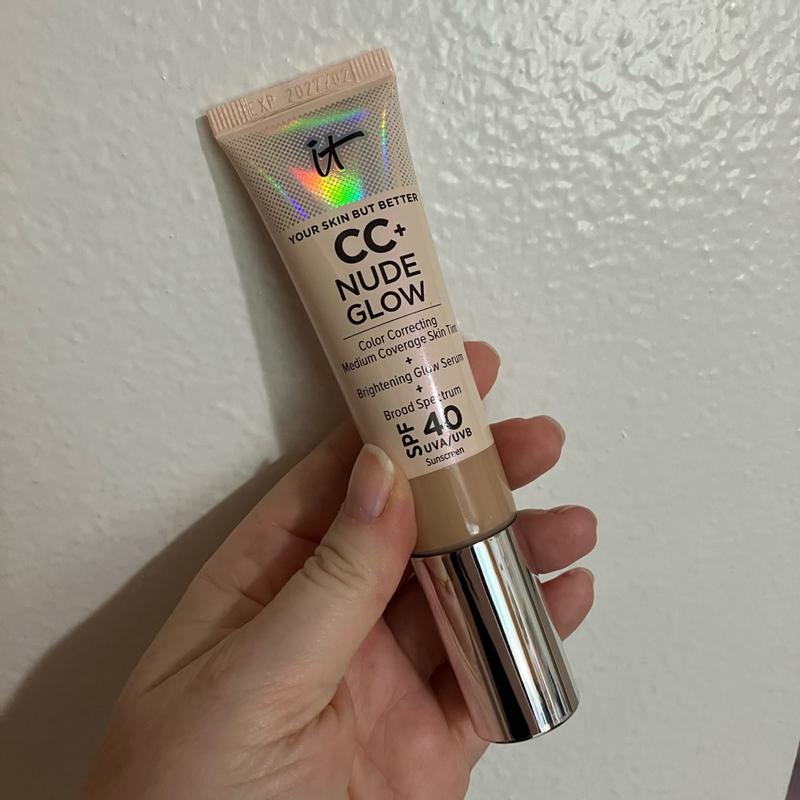 EXP 2027/02
it
YOUR SKIN BUT BETTER
CC+
NUDE
GLOW
Color Correcting
Medium Coverage Skin Tint
+
Brightening Glow Serum
+
Broad Spectrum
SPF 40
UVA/UVB
Sunscreen